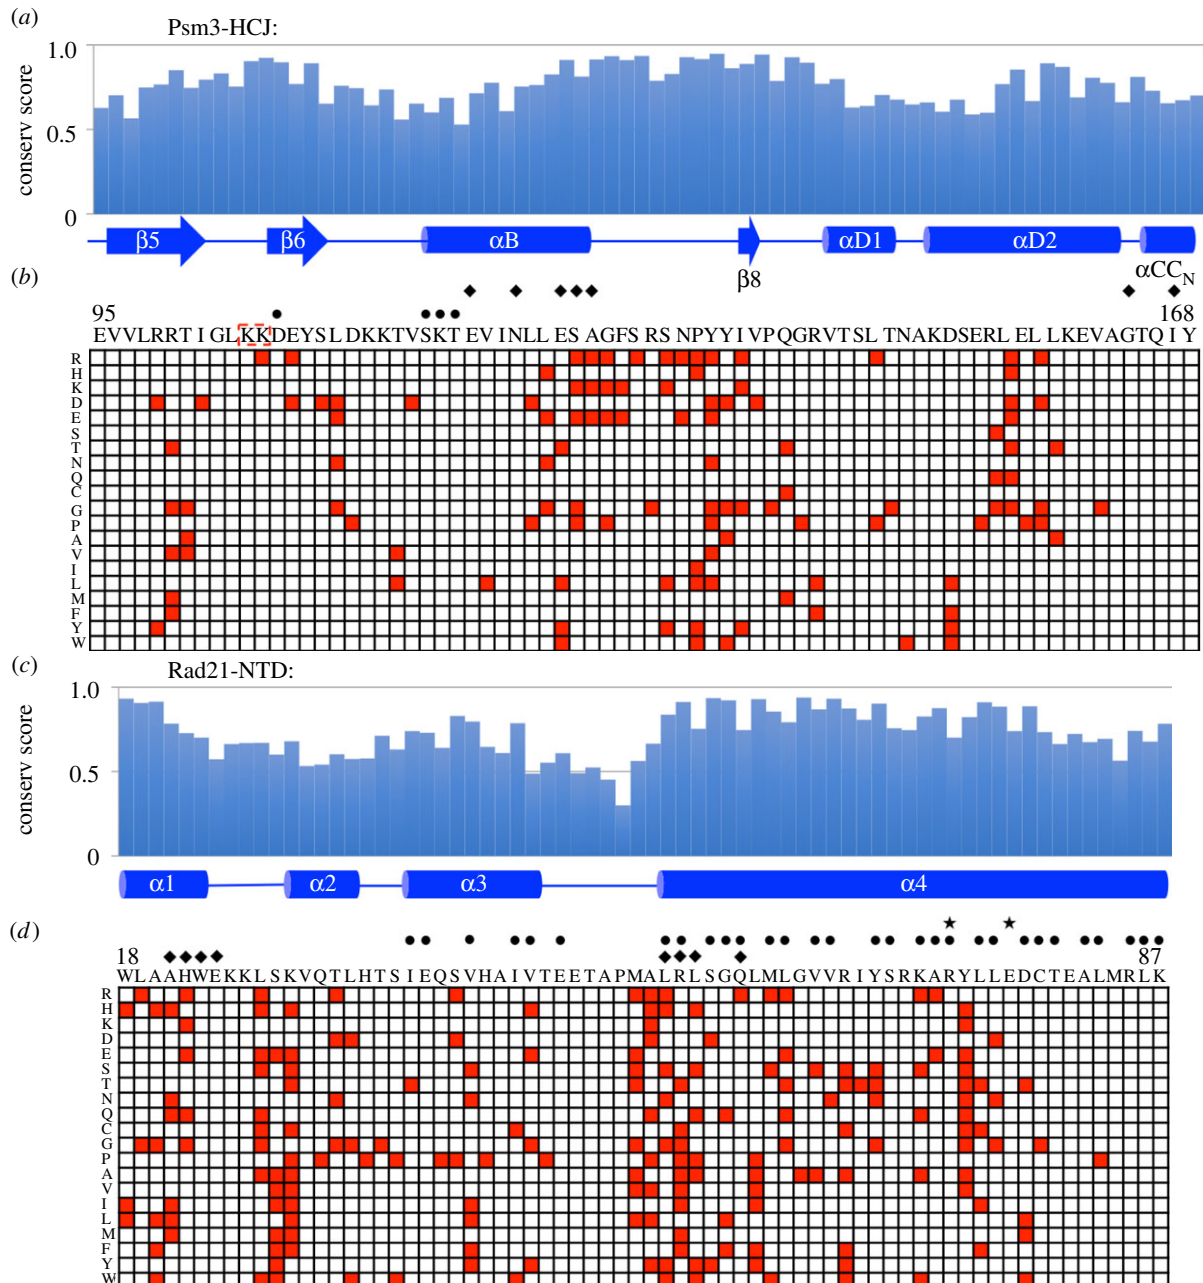 (a)
Psm3-HCJ:
1.0
0.5
0
conserv score
β5 β6 αB β8 αD1 αD2 αCC_N
(b)
95 168
EVVLRRTIGLKKDEYSLDKKTVSKTEVINLLESAGFSRSNPYYIVPQGRVTSLTNAKDSERLELLKEVAGTQIY
R
H
K
D
E
S
T
N
Q
C
G
P
A
V
I
L
M
F
Y
W
(c)
Rad21-NTD:
1.0
0.5
0
conserv score
α1 α2 α3 α4
(d)
18 87
WLAAHWEKKLSKVQTLHTSIEQSVHAIVTEETAPMALRLSGQLMLGVVRIYSRKARYLLEDCTEALMRLK
R
H
K
D
E
S
T
N
Q
C
G
P
A
V
I
L
M
F
Y
W